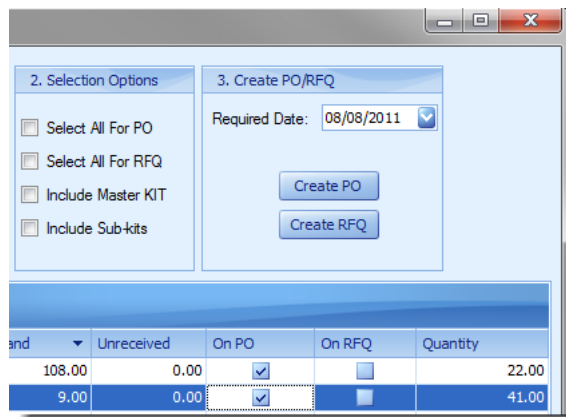 2. Selection Options
Select All For PO
Select All For RFQ
Include Master KIT
Include Sub-kits
3. Create PO/RFQ
Required Date: 08/08/2011
Create PO
Create RFQ
and Unreceived On PO On RFQ Quantity
108.00 0.00 22.00
9.00 0.00 41.00